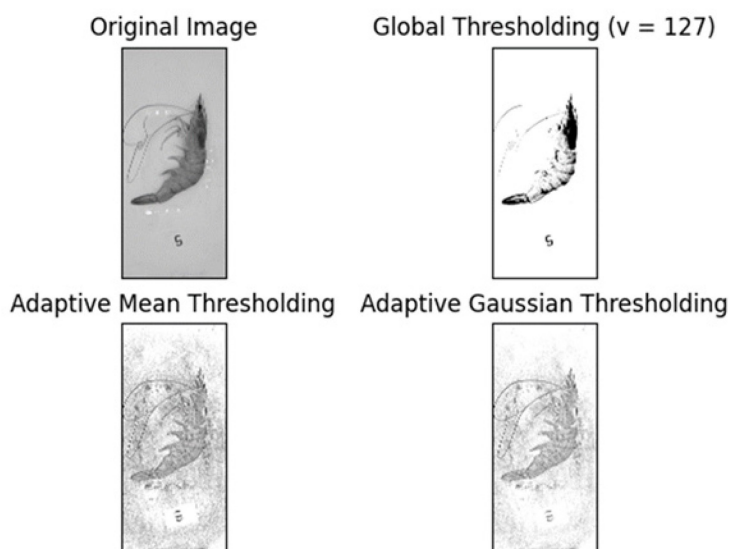 Original Image
Global Thresholding (v = 127)
5
5
Adaptive Mean Thresholding
Adaptive Gaussian Thresholding